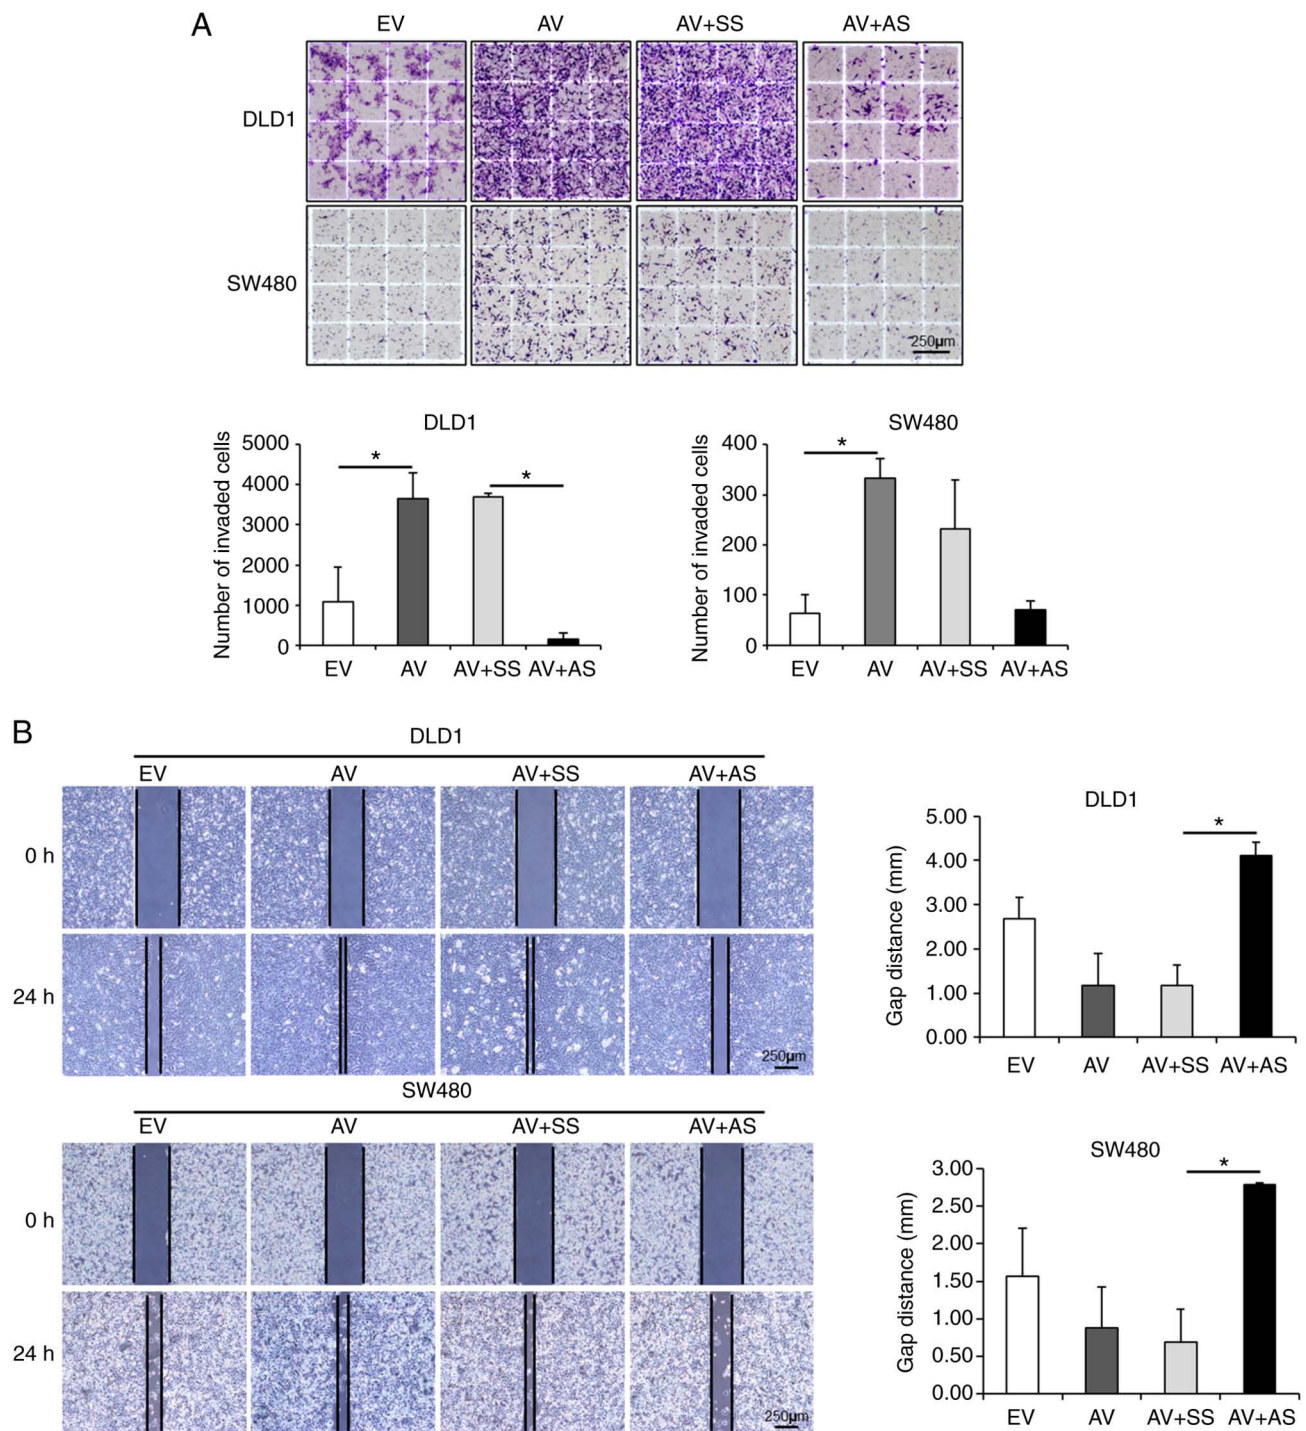 A
EV AV AV+SS AV+AS
DLD1
SW480
250µm
DLD1
Number of invaded cells
5000
4000
3000
2000
1000
0
* *
EV AV AV+SS AV+AS
SW480
Number of invaded cells
400
300
200
100
0
*
EV AV AV+SS AV+AS
B
DLD1
EV AV AV+SS AV+AS
0 h
24 h
250µm
DLD1
Gap distance (mm)
5.00
4.00
3.00
2.00
1.00
0.00
*
EV AV AV+SS AV+AS
SW480
EV AV AV+SS AV+AS
0 h
24 h
250µm
SW480
Gap distance (mm)
3.00
2.50
2.00
1.50
1.00
0.50
0.00
*
EV AV AV+SS AV+AS